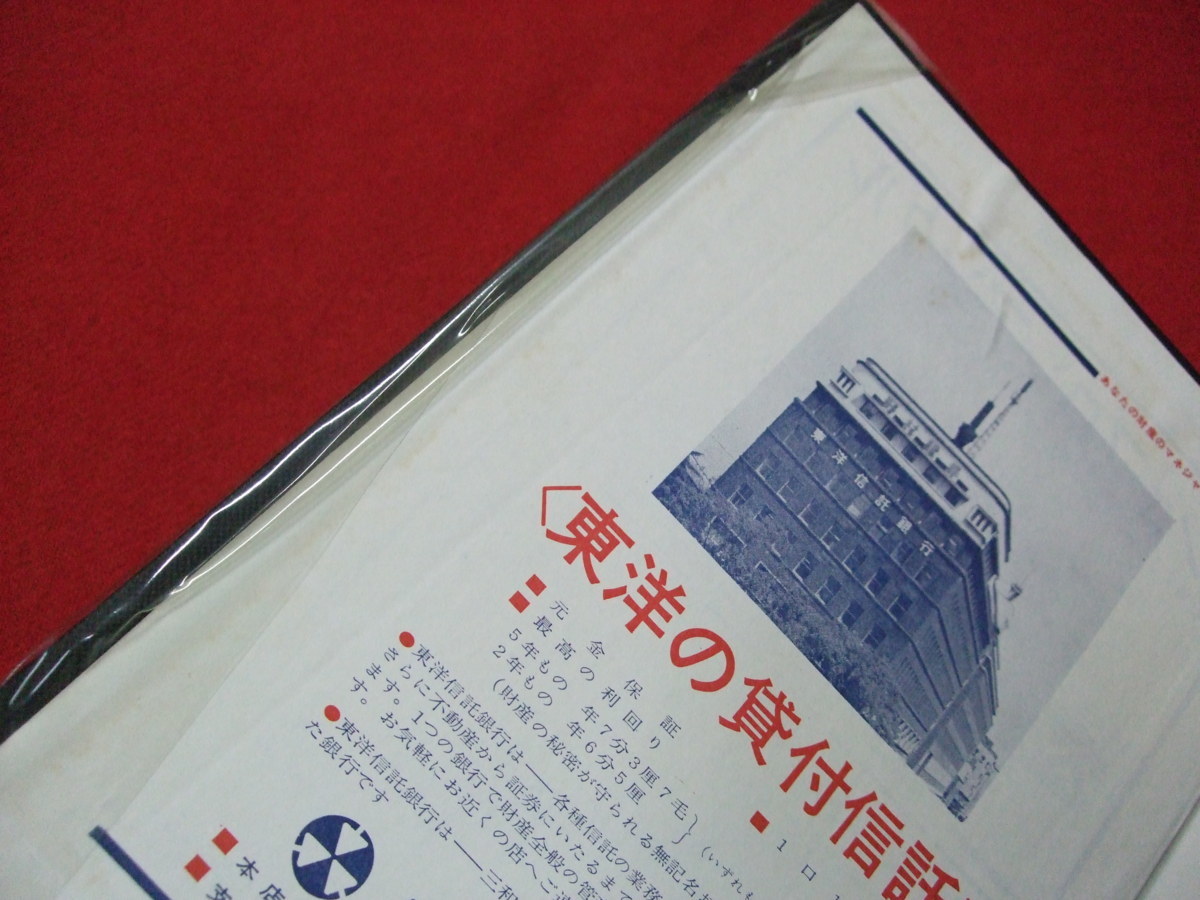 あなたの財産のマネジャ
東洋信託銀行
〈東洋の貸付信託
■元金保証
■最高の利回り
5年もの 年7分3厘7毛}
2年もの 年6分5厘
(いずれも
(財産の秘密が守られる無記名
■1口1
●東洋信託銀行は——各種信託の業務
さらに不動産から証券にいたるまで
ます。1つの銀行で財産全般の管
す。お気軽にお近くの店へご
●東洋信託銀行は——三和
た銀行です
■本店
■支